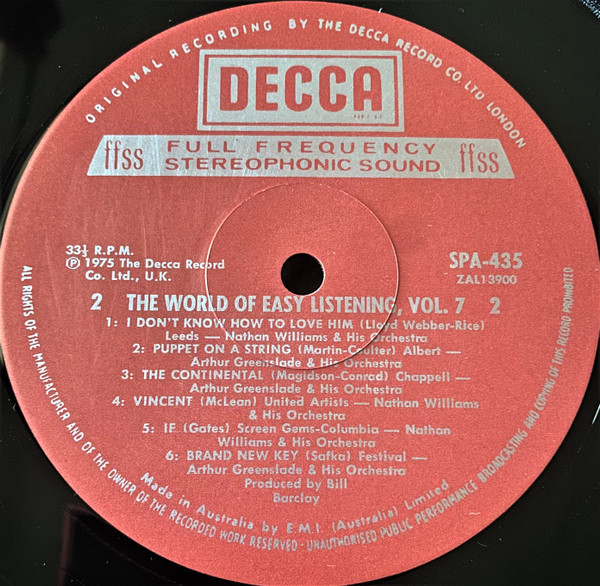 ORIGINAL RECORDING BY THE DECCA RECORD CO LTD LONDON
DECCA
ffss FULL FREQUENCY STEREOPHONIC SOUND ffss
33⅓ R.P.M.
Ⓟ 1975 The Decca Record
Co. Ltd., U.K.
SPA-435
ZAL13900
2 THE WORLD OF EASY LISTENING, VOL. 7 2
1: I DON'T KNOW HOW TO LOVE HIM (Lloyd Webber-Rice)
Leeds — Nathan Williams & His Orchestra
2: PUPPET ON A STRING (Martin-Coulter) Albert —
Arthur Greenslade & His Orchestra
3: THE CONTINENTAL (Magidson-Conrad) Chappell —
Arthur Greenslade & His Orchestra
4: VINCENT (McLean) United Artists — Nathan Williams
& His Orchestra
5: IF (Gates) Screen Gems-Columbia — Nathan
Williams & His Orchestra
6: BRAND NEW KEY (Safka) Festival —
Arthur Greenslade & His Orchestra
Produced by Bill
Barclay
Made in Australia by E.M.I. (Australia) Limited
ALL RIGHTS OF THE MANUFACTURER AND OF THE OWNER OF THE RECORDED WORK RESERVED - UNAUTHORISED PUBLIC PERFORMANCE BROADCASTING AND COPYING OF THIS RECORD PROHIBITED